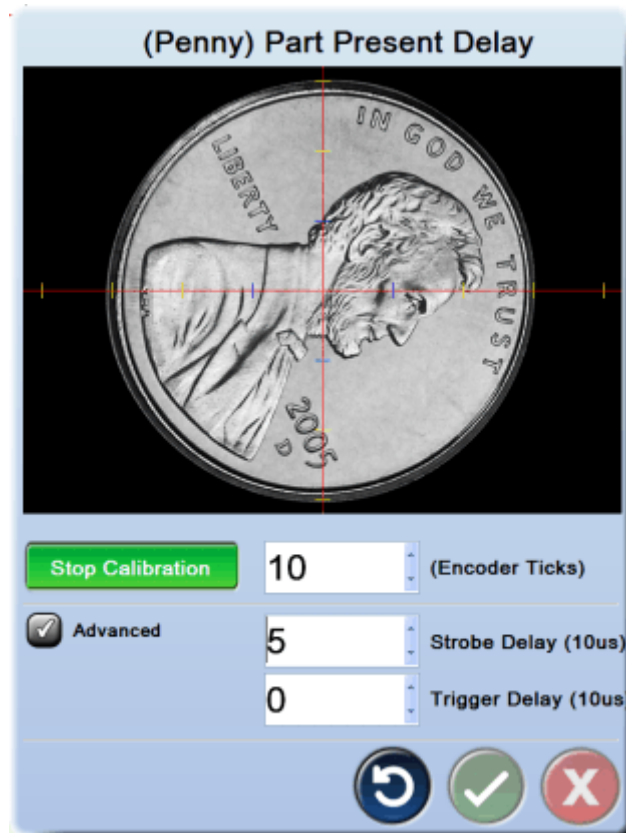 (Penny) Part Present Delay
IN GOD WE TRUST
LIBERTY
2005
D
Stop Calibration
10
(Encoder Ticks)
Advanced
5
Strobe Delay (10us)
0
Trigger Delay (10us